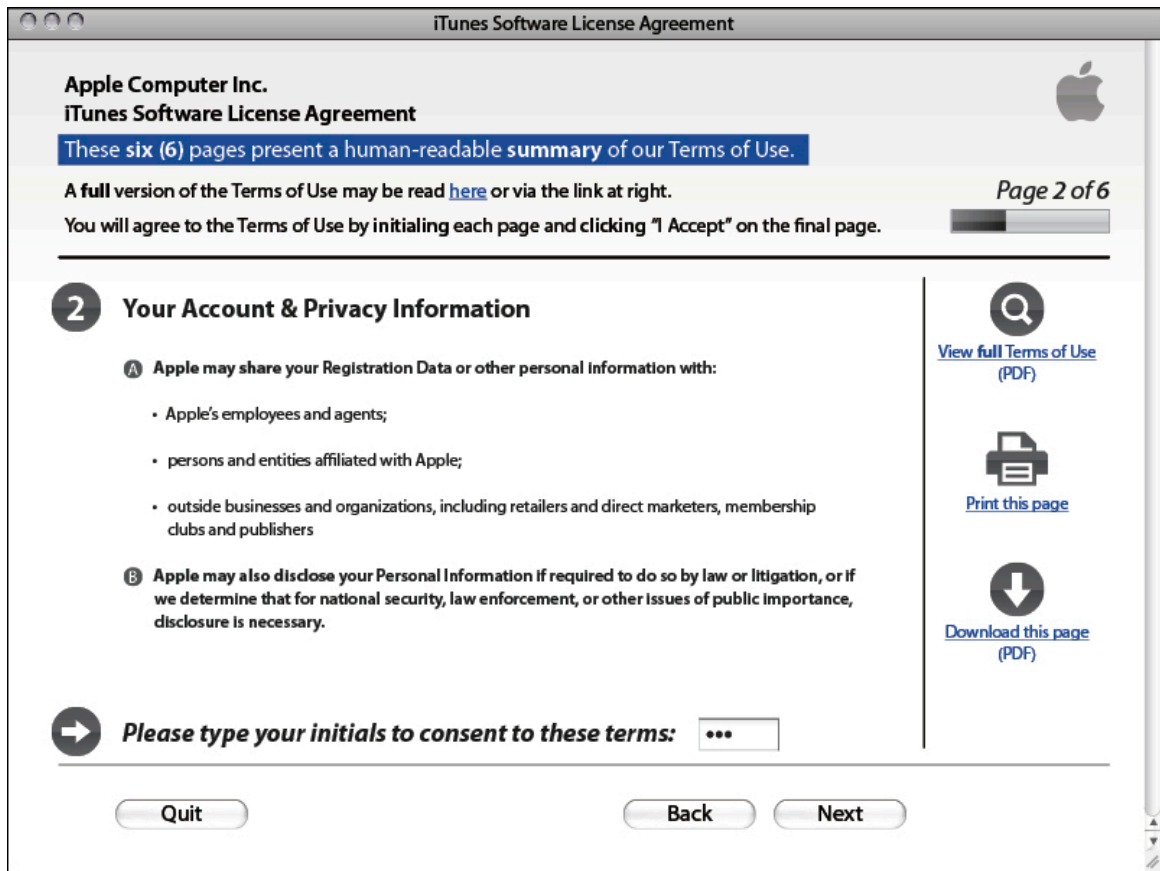 iTunes Software License Agreement
Apple Computer Inc.
iTunes Software License Agreement
These six (6) pages present a human-readable summary of our Terms of Use.
A full version of the Terms of Use may be read here or via the link at right.
You will agree to the Terms of Use by initialing each page and clicking "I Accept" on the final page.
Page 2 of 6
2 Your Account & Privacy Information
A Apple may share your Registration Data or other personal information with:
• Apple's employees and agents;
• persons and entities affiliated with Apple;
• outside businesses and organizations, including retailers and direct marketers, membership
clubs and publishers
B Apple may also disclose your Personal Information if required to do so by law or litigation, or if
we determine that for national security, law enforcement, or other issues of public importance,
disclosure is necessary.
View full Terms of Use
(PDF)
Print this page
Download this page
(PDF)
Please type your initials to consent to these terms: •••
Quit
Back
Next